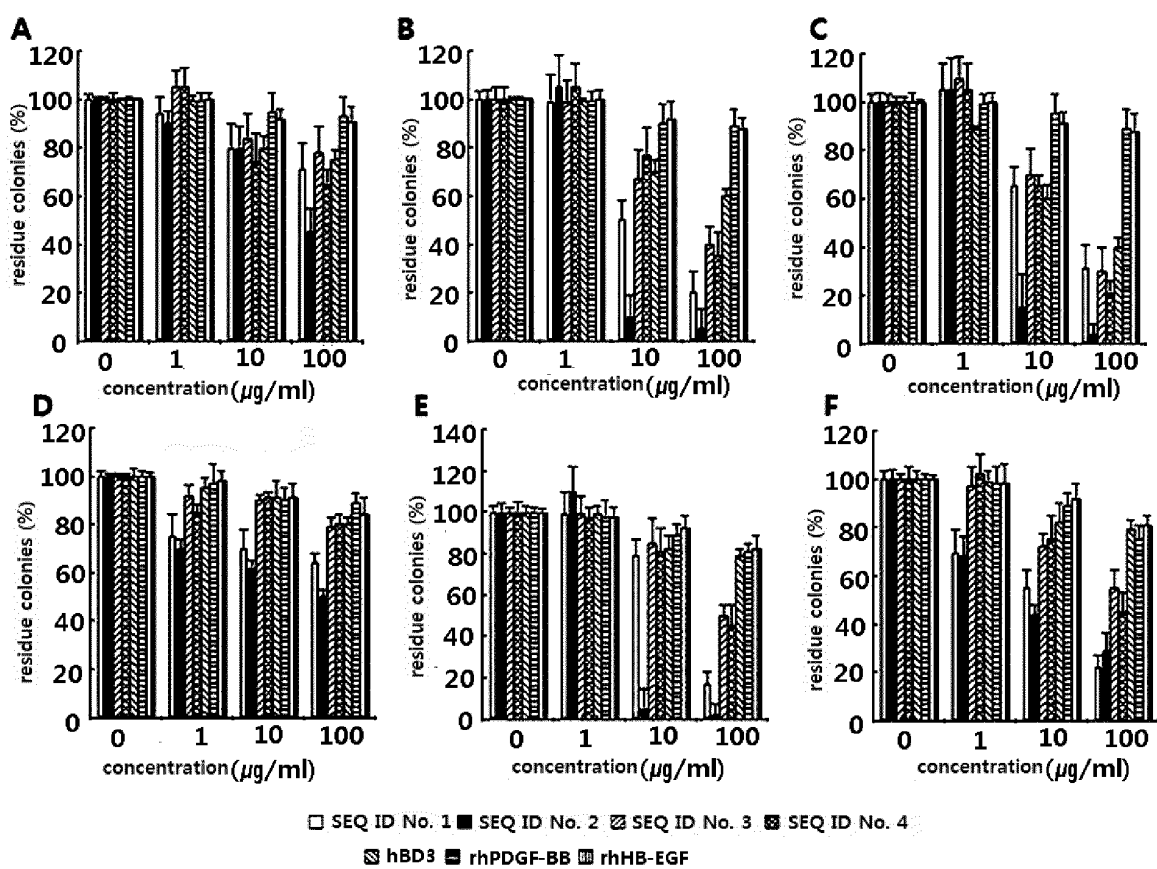 A
B
C
residue colonies (%)
120
100
80
60
40
20
0
0 1 10 100
concentration (μg/ml)
residue colonies (%)
120
100
80
60
40
20
0
0 1 10 100
concentration (μg/ml)
residue colonies (%)
120
100
80
60
40
20
0
0 1 10 100
concentration (μg/ml)
D
E
F
residue colonies (%)
120
100
80
60
40
20
0
0 1 10 100
concentration (μg/ml)
residue colonies (%)
140
120
100
80
60
40
20
0
0 1 10 100
concentration (μg/ml)
residue colonies (%)
120
100
80
60
40
20
0
0 1 10 100
concentration (μg/ml)
SEQ ID No. 1 SEQ ID No. 2 SEQ ID No. 3 SEQ ID No. 4
hBD3 rhPDGF-BB rhHB-EGF